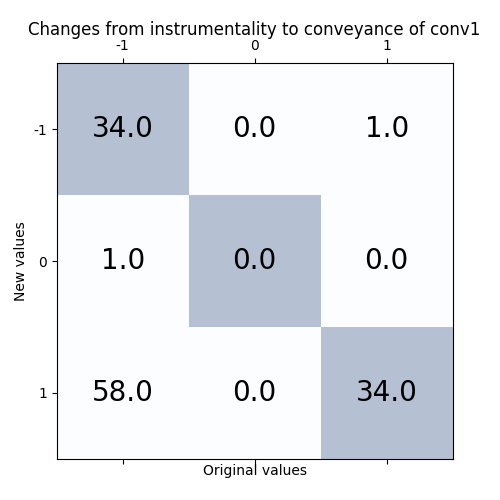 Changes from instrumentality to conveyance of conv1
-1 0 1
-1 34.0 0.0 1.0
0 1.0 0.0 0.0
1 58.0 0.0 34.0
New values
Original values